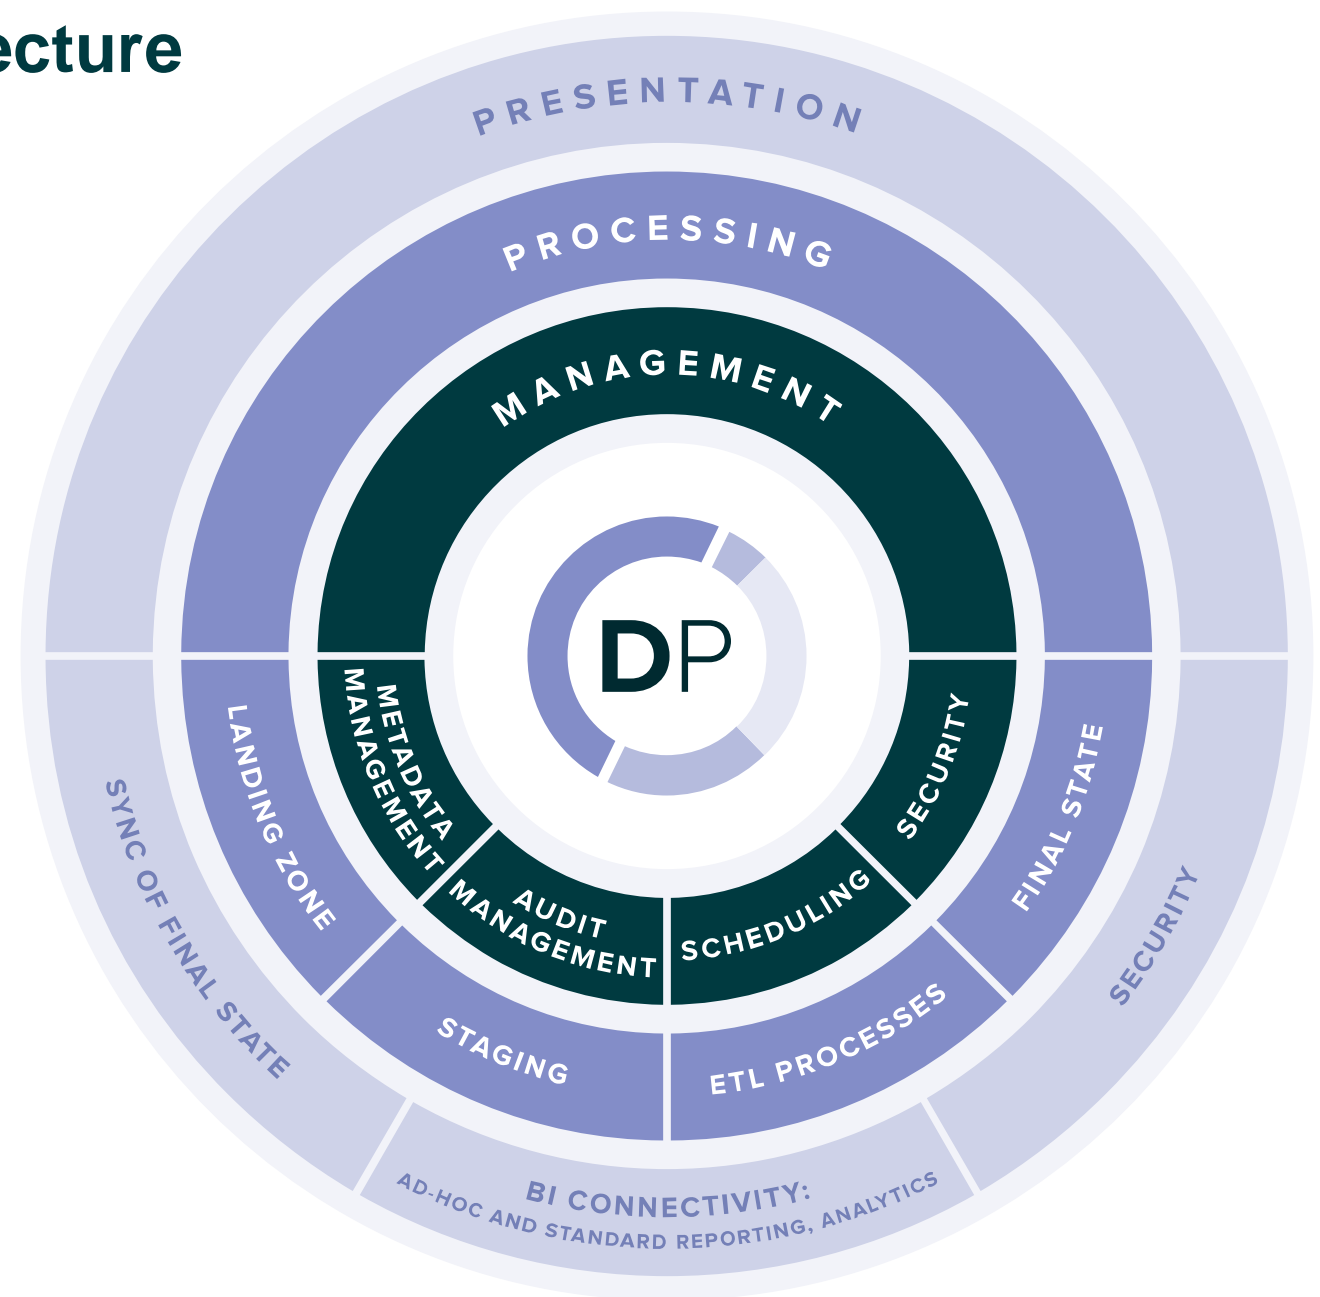 ecture
PRESENTATION
PROCESSING
MANAGEMENT
DP
METADATA
MANAGEMENT
AUDIT
MANAGEMENT
SCHEDULING
SECURITY
LANDING ZONE
STAGING
ETL PROCESSES
FINAL STATE
SYNC OF FINAL STATE
BI CONNECTIVITY:
AD-HOC AND STANDARD REPORTING, ANALYTICS
SECURITY